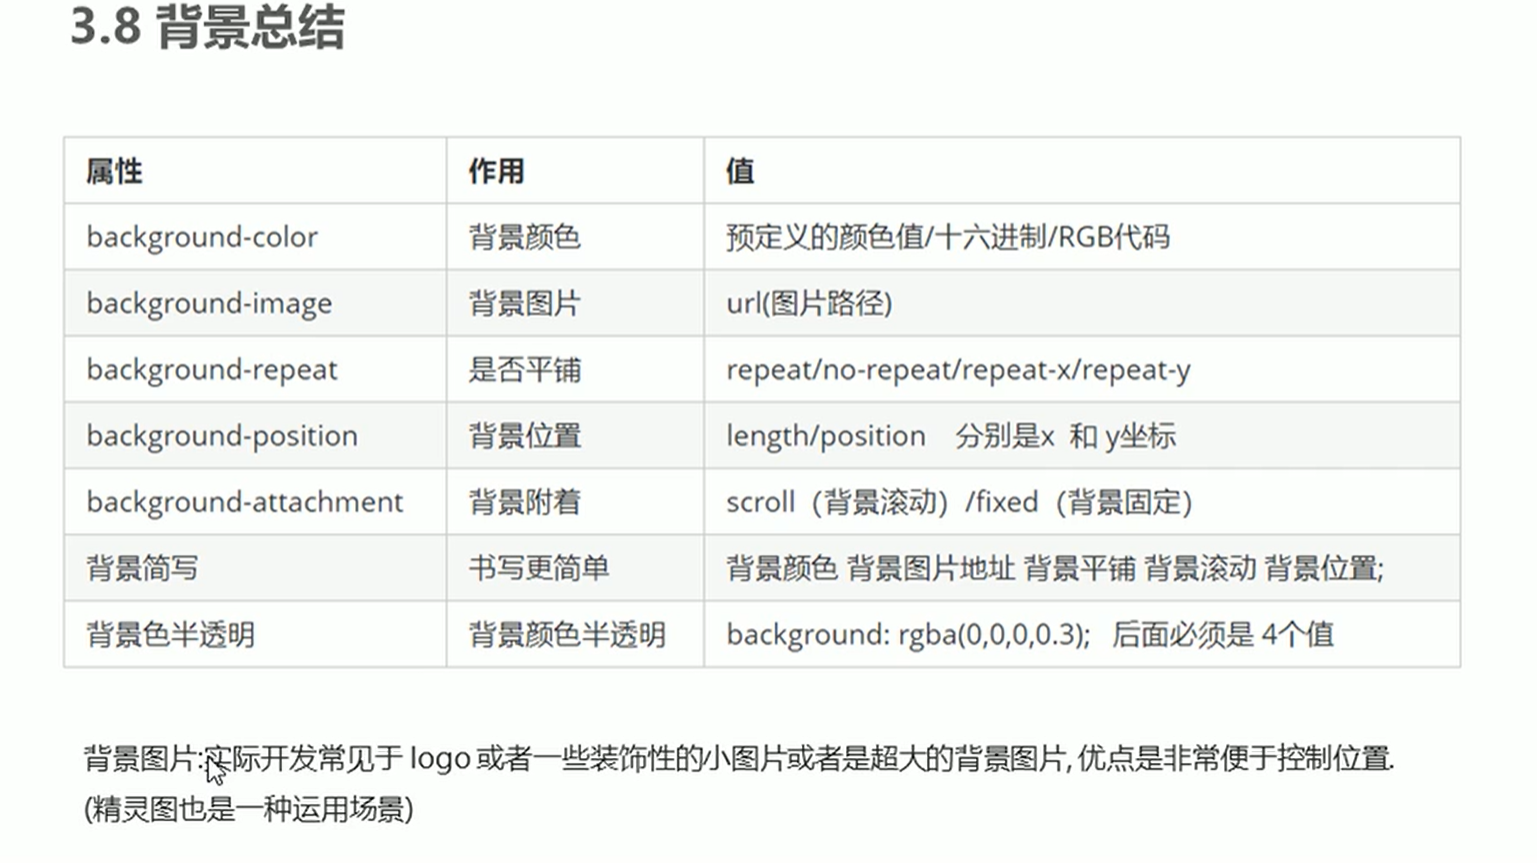 3.8 背景总结
属性 作用 值
background-color 背景颜色 预定义的颜色值/十六进制/RGB代码
background-image 背景图片 url(图片路径)
background-repeat 是否平铺 repeat/no-repeat/repeat-x/repeat-y
background-position 背景位置 length/position 分别是x 和 y坐标
background-attachment 背景附着 scroll（背景滚动）/fixed（背景固定）
背景简写 书写更简单 背景颜色 背景图片地址 背景平铺 背景滚动 背景位置;
背景色半透明 背景颜色半透明 background: rgba(0,0,0,0.3); 后面必须是 4个值
背景图片:实际开发常见于 logo 或者一些装饰性的小图片或者是超大的背景图片, 优点是非常便于控制位置.
(精灵图也是一种运用场景)